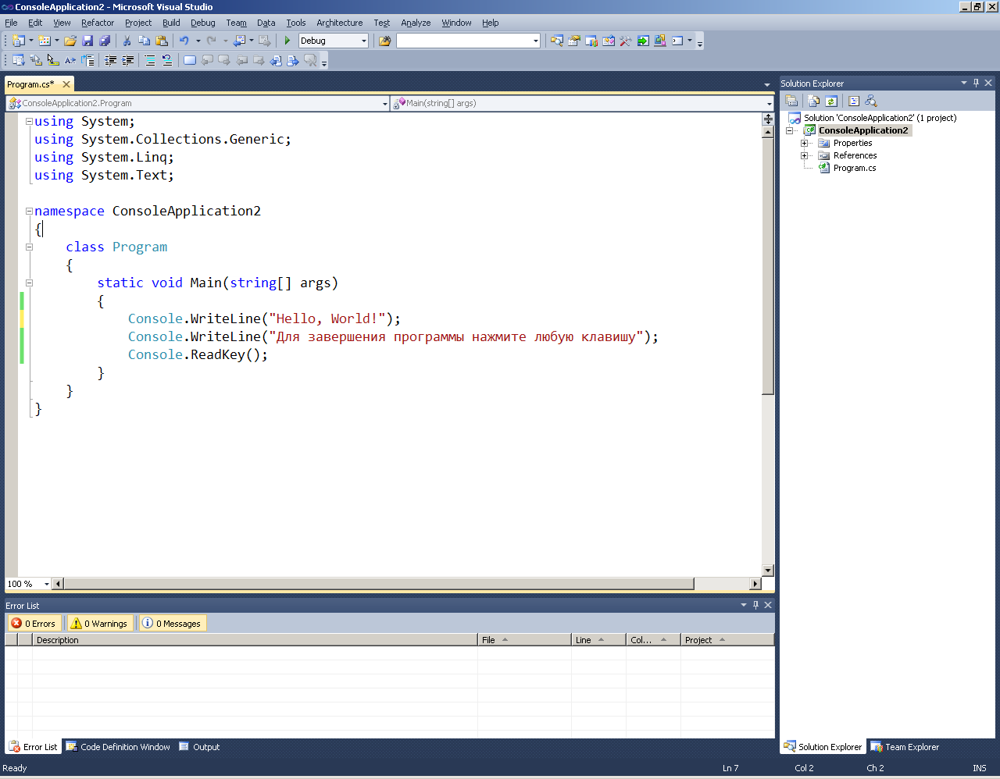 ConsoleApplication2 - Microsoft Visual Studio
File Edit View Refactor Project Build Debug Team Data Tools Architecture Test Analyze Window Help
Debug
Program.cs*
ConsoleApplication2.Program
Main(string[] args)
using System;
using System.Collections.Generic;
using System.Linq;
using System.Text;
namespace ConsoleApplication2
{
class Program
{
static void Main(string[] args)
{
Console.WriteLine("Hello, World!");
Console.WriteLine("Для завершения программы нажмите любую клавишу");
Console.ReadKey();
}
}
}
100 %
Solution Explorer
Solution 'ConsoleApplication2' (1 project)
ConsoleApplication2
Properties
References
Program.cs
Error List
0 Errors 0 Warnings 0 Messages
Description File Line Col... Project
Error List Code Definition Window Output
Solution Explorer Team Explorer
Ready Ln 7 Col 2 Ch 2 INS